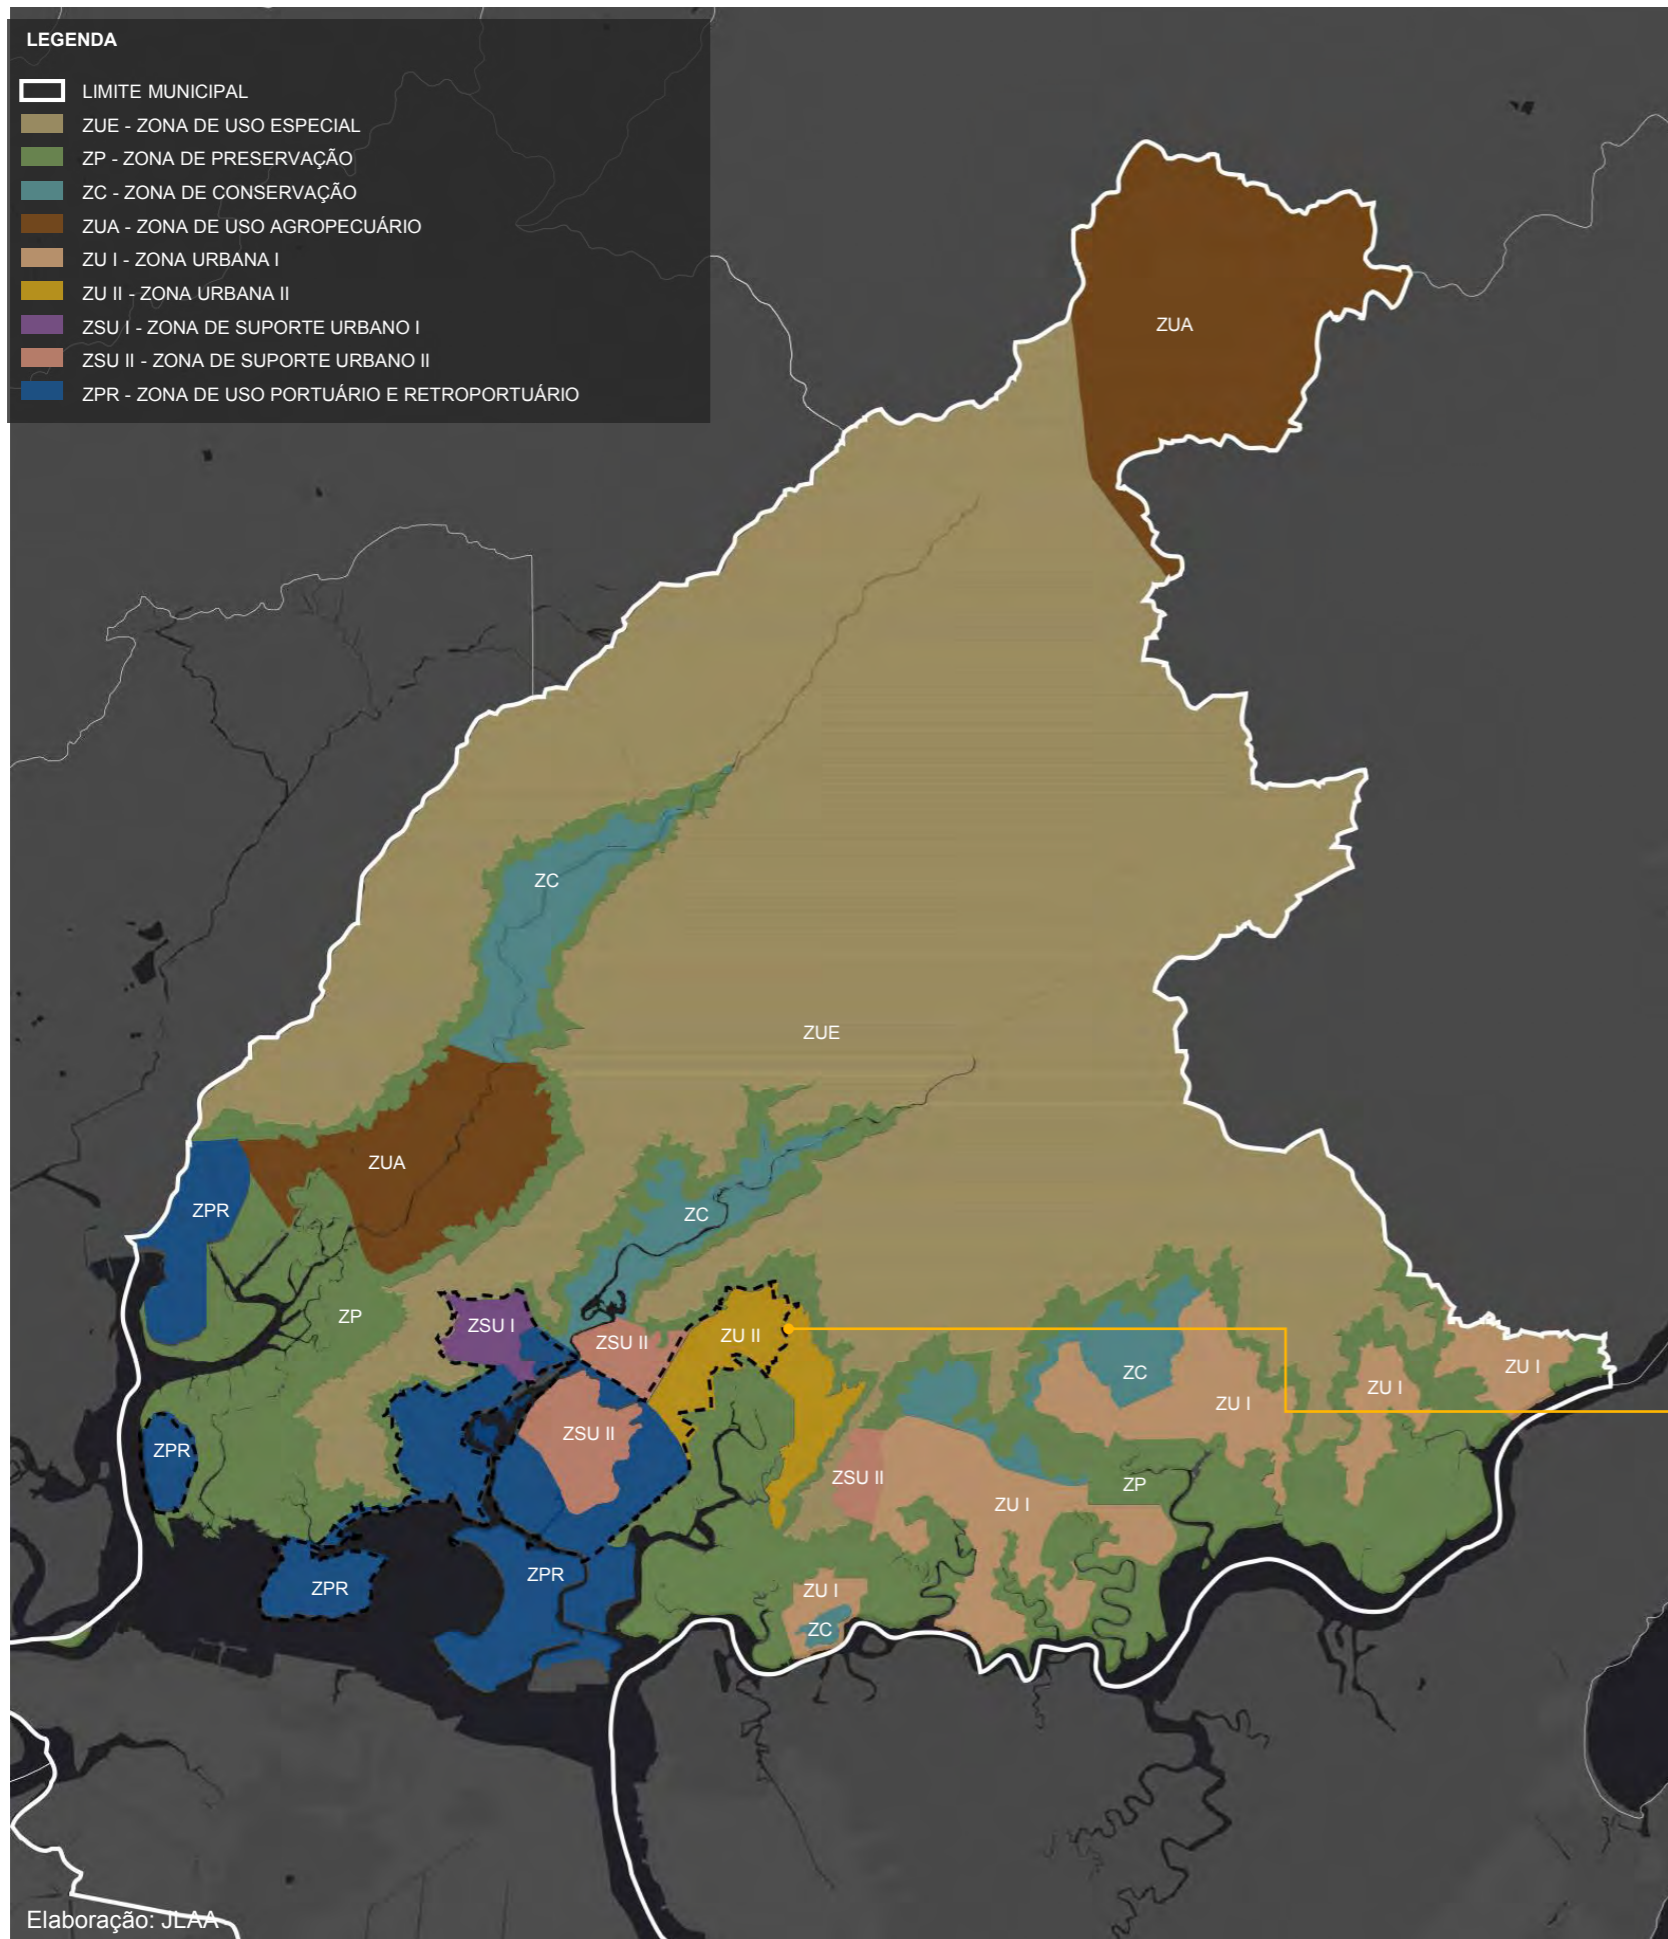 LEGENDA
LIMITE MUNICIPAL
ZUE - ZONA DE USO ESPECIAL
ZP - ZONA DE PRESERVAÇÃO
ZC - ZONA DE CONSERVAÇÃO
ZUA - ZONA DE USO AGROPECUÁRIO
ZU I - ZONA URBANA I
ZU II - ZONA URBANA II
ZSU I - ZONA DE SUPORTE URBANO I
ZSU II - ZONA DE SUPORTE URBANO II
ZPR - ZONA DE USO PORTUÁRIO E RETROPORTUÁRIO
ZUA
ZC
ZUE
ZUA
ZPR
ZC
ZP
ZSU I
ZSU II
ZU II
ZC
ZU I
ZU I
ZU I
ZPR
ZSU II
ZSU II
ZP
ZU I
ZPR
ZPR
ZU I
ZC
Elaboração: JLAA